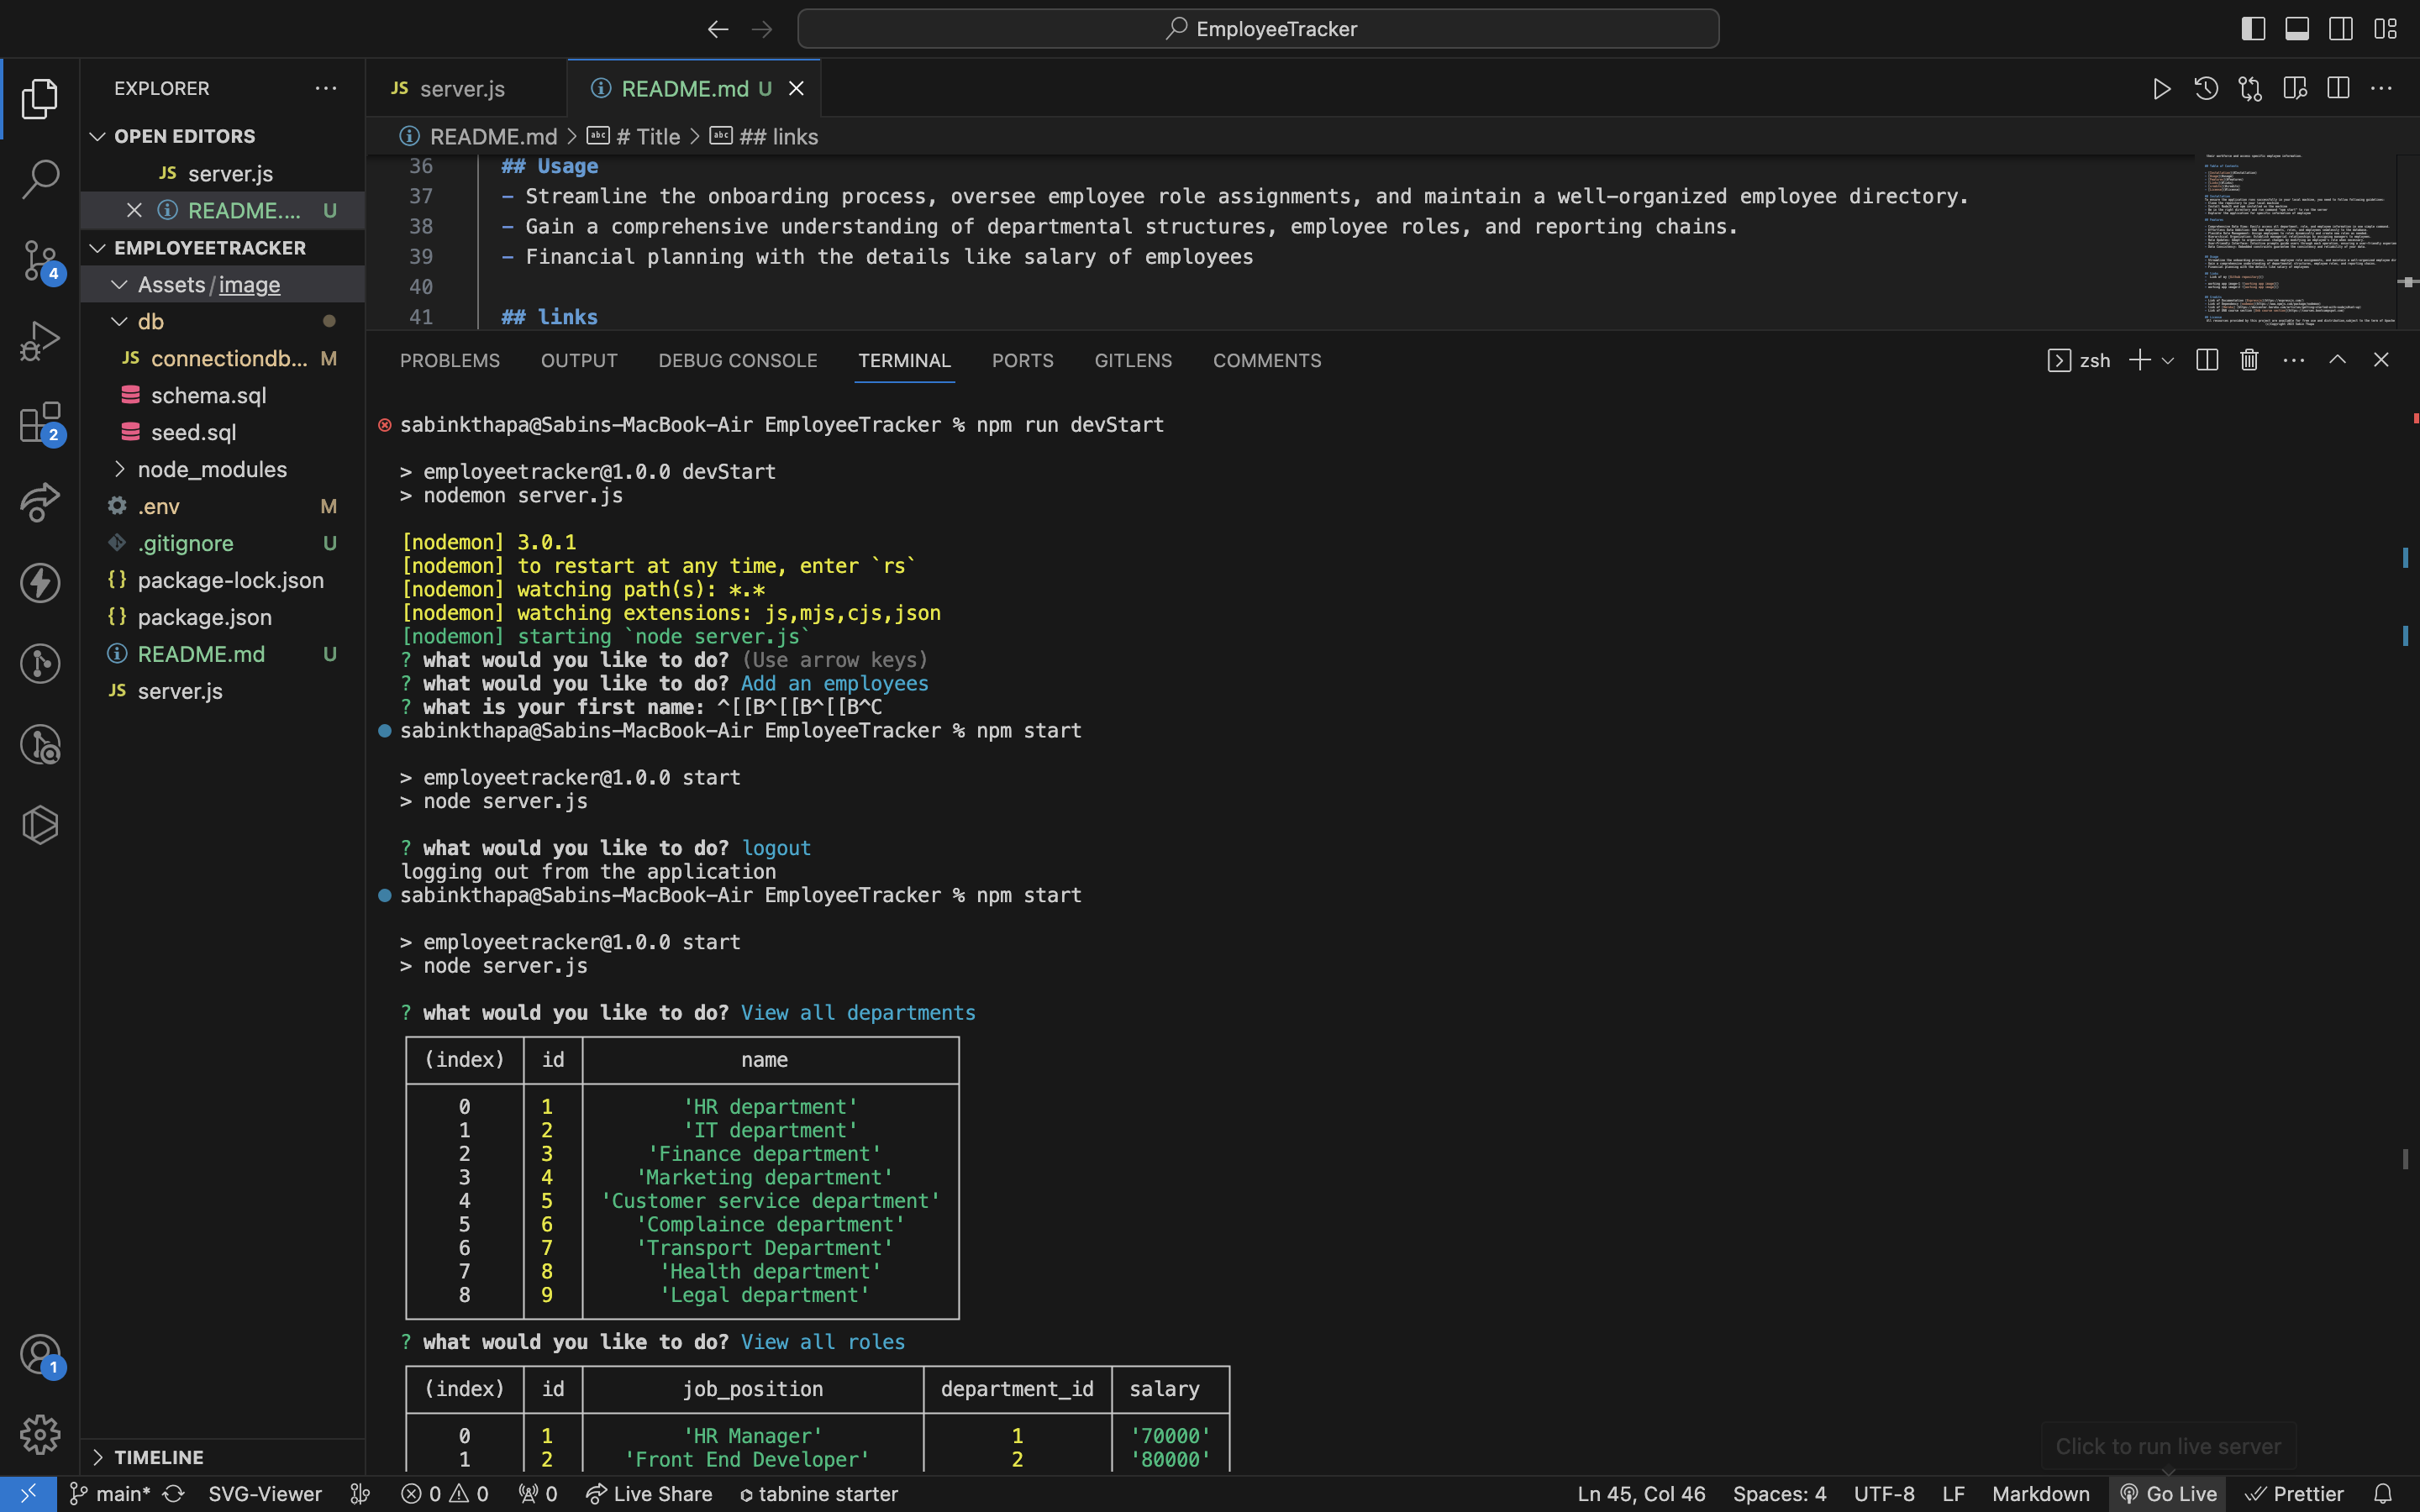 EmployeeTracker
EXPLORER
OPEN EDITORS
JS server.js
README.... U
EMPLOYEETRACKER
Assets/image
db
JS connectiondb... M
schema.sql
seed.sql
node_modules
.env M
.gitignore U
{} package-lock.json
{} package.json
README.md U
JS server.js
TIMELINE
4
2
1
JS server.js
README.md U
README.md > # Title > ## links
36 ## Usage
37 - Streamline the onboarding process, oversee employee role assignments, and maintain a well-organized employee directory.
38 - Gain a comprehensive understanding of departmental structures, employee roles, and reporting chains.
39 - Financial planning with the details like salary of employees
40
41 ## links
PROBLEMS OUTPUT DEBUG CONSOLE TERMINAL PORTS GITLENS COMMENTS
zsh
sabinkthapa@Sabins-MacBook-Air EmployeeTracker % npm run devStart
> employeetracker@1.0.0 devStart
> nodemon server.js
[nodemon] 3.0.1
[nodemon] to restart at any time, enter `rs`
[nodemon] watching path(s): *.*
[nodemon] watching extensions: js,mjs,cjs,json
[nodemon] starting `node server.js`
? what would you like to do? (Use arrow keys)
? what would you like to do? Add an employees
? what is your first name: ^[[B^[[B^[[B^C
sabinkthapa@Sabins-MacBook-Air EmployeeTracker % npm start
> employeetracker@1.0.0 start
> node server.js
? what would you like to do? logout
logging out from the application
sabinkthapa@Sabins-MacBook-Air EmployeeTracker % npm start
> employeetracker@1.0.0 start
> node server.js
? what would you like to do? View all departments
(index) id name
0 1 'HR department'
1 2 'IT department'
2 3 'Finance department'
3 4 'Marketing department'
4 5 'Customer service department'
5 6 'Complaince department'
6 7 'Transport Department'
7 8 'Health department'
8 9 'Legal department'
? what would you like to do? View all roles
(index) id job_position department_id salary
0 1 'HR Manager' 1 '70000'
1 2 'Front End Developer' 2 '80000'
Click to run live server
main* SVG-Viewer 0 0 0 Live Share tabnine starter Ln 45, Col 46 Spaces: 4 UTF-8 LF Markdown Go Live Prettier